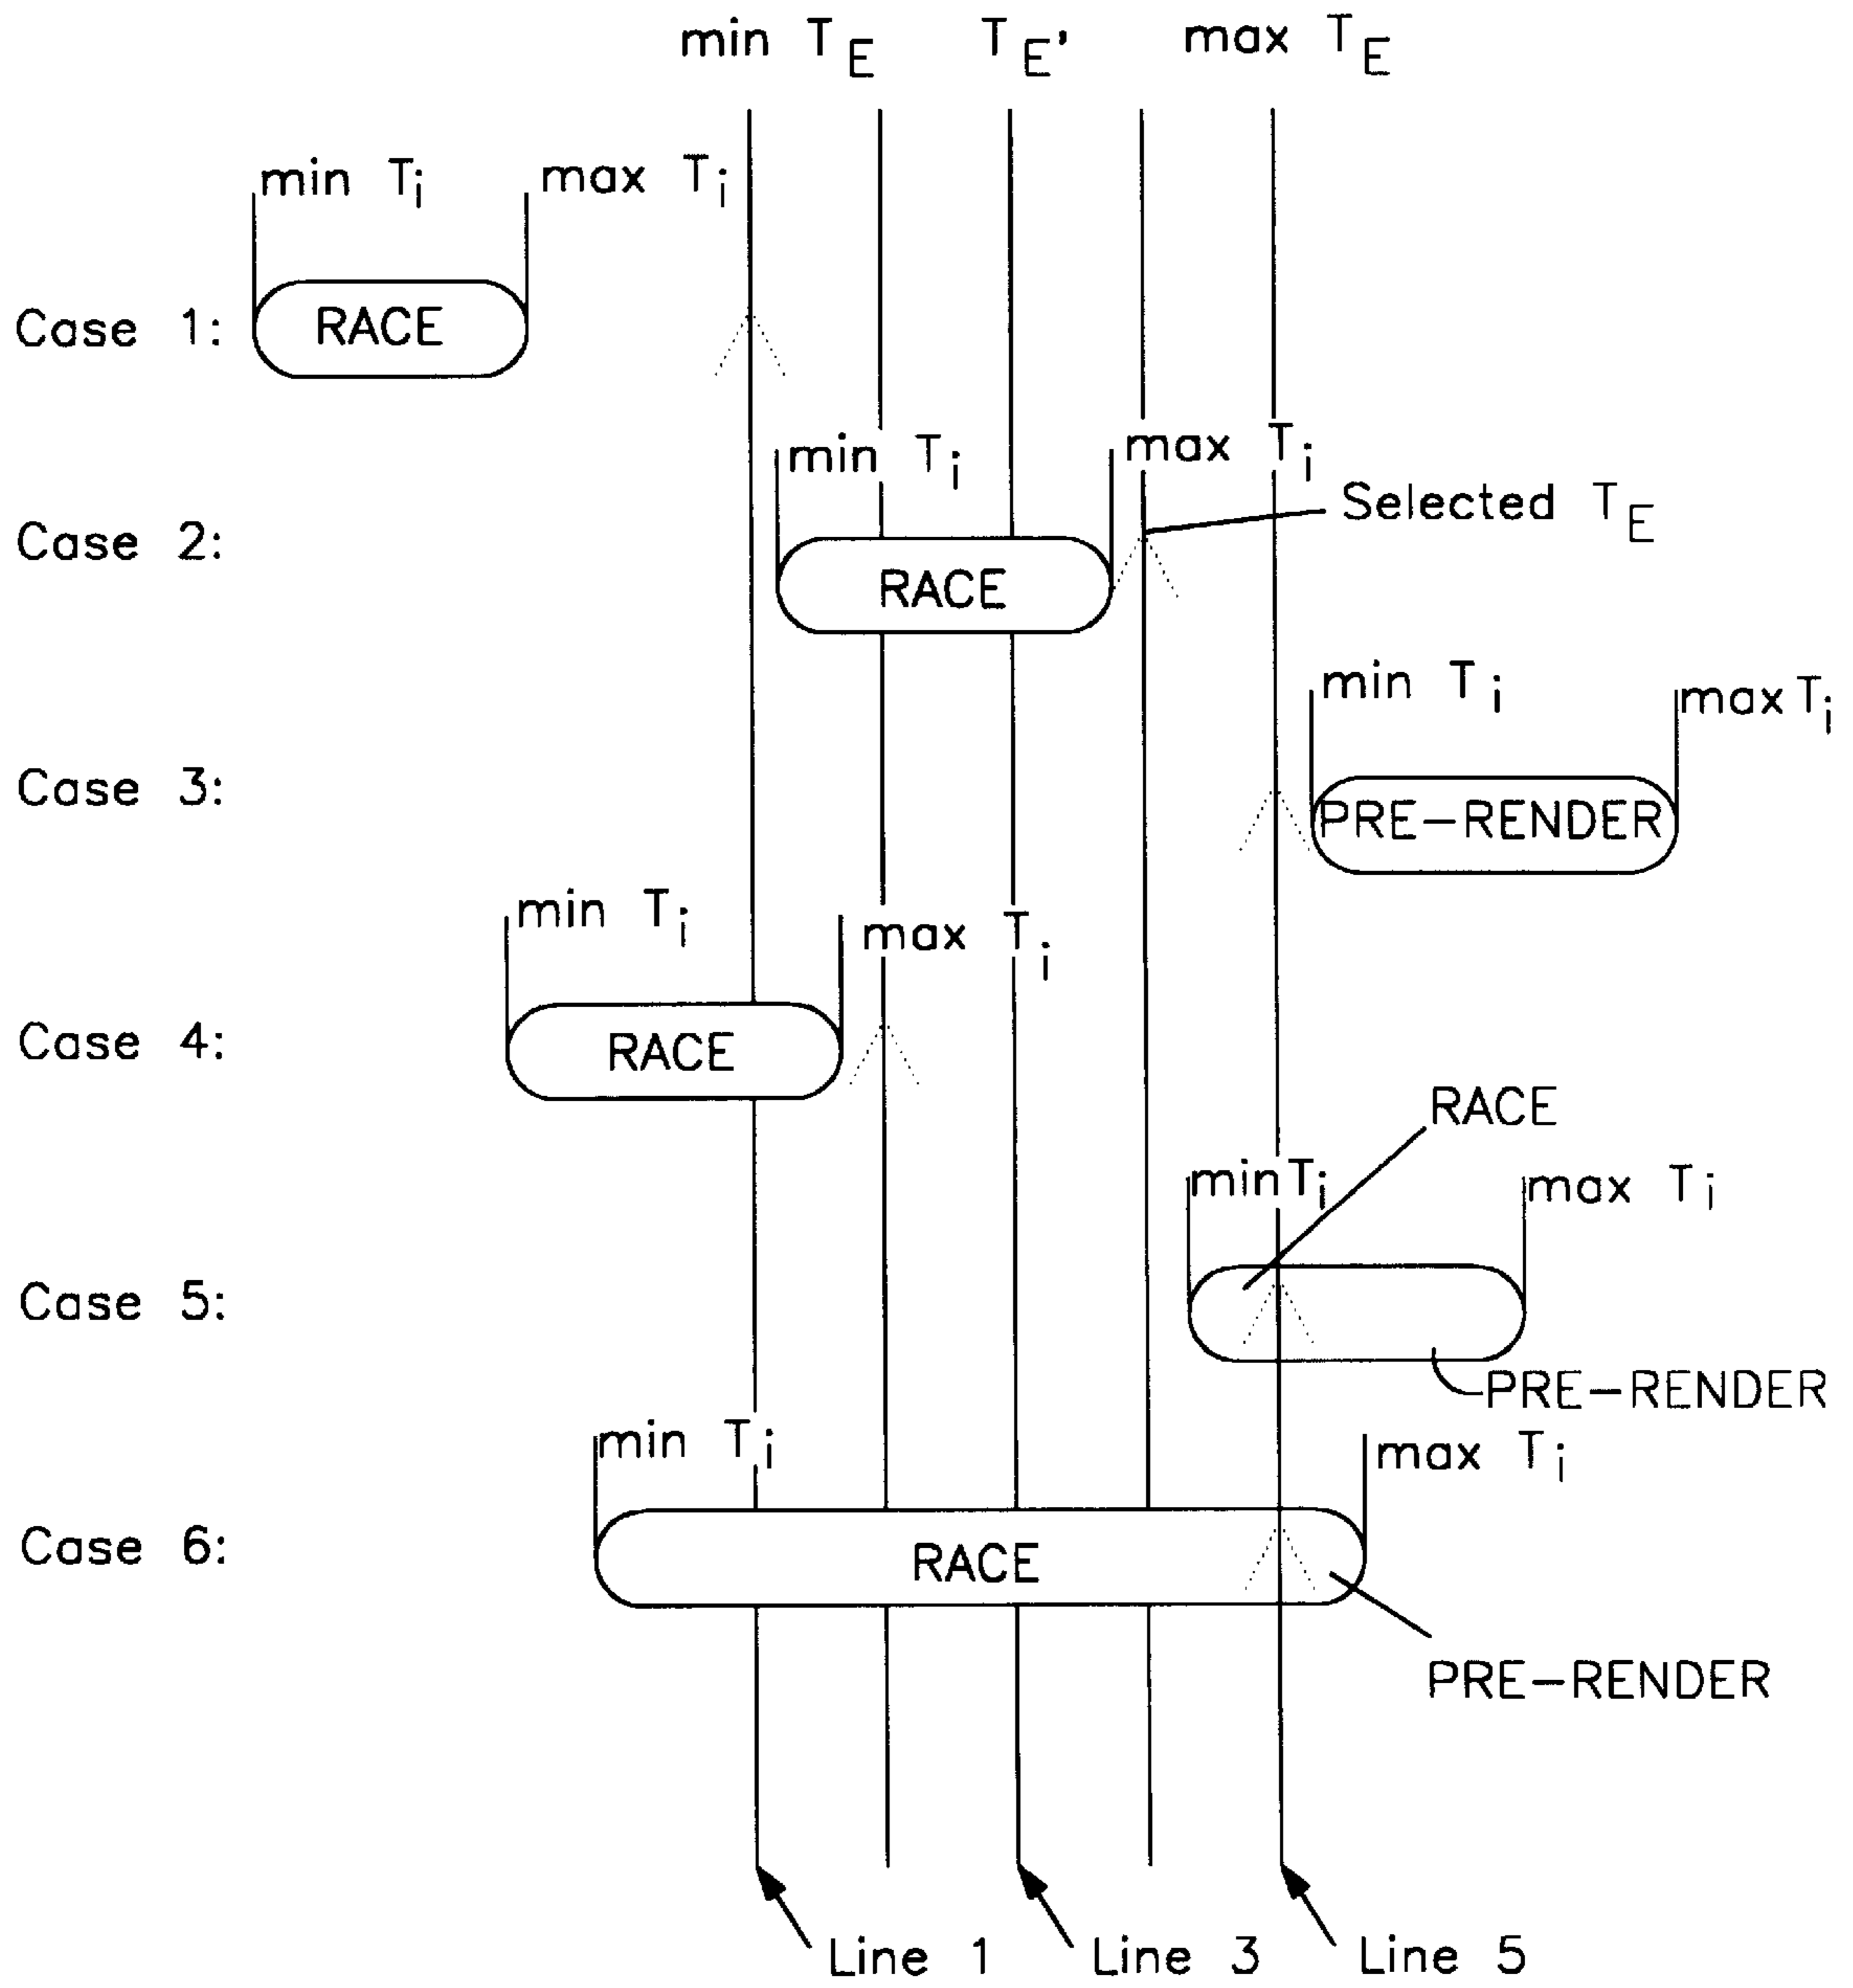 min T_E T_E' max T_E
min T_i max T_i
Case 1: RACE
min T_i max T_i
Selected T_E
Case 2: RACE
min T_i max T_i
Case 3: PRE-RENDER
min T_i max T_i
Case 4: RACE
RACE
min T_i max T_i
Case 5:
PRE-RENDER
min T_i max T_i
Case 6: RACE
PRE-RENDER
Line 1 Line 3 Line 5